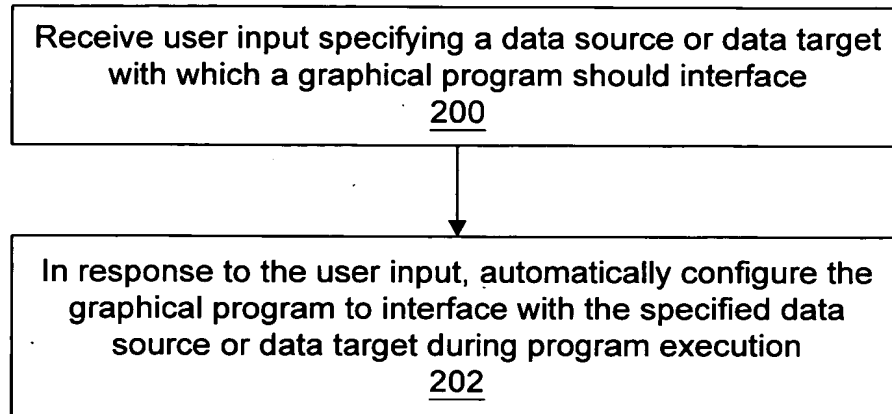 Receive user input specifying a data source or data target
with which a graphical program should interface
200
In response to the user input, automatically configure the
graphical program to interface with the specified data
source or data target during program execution
202